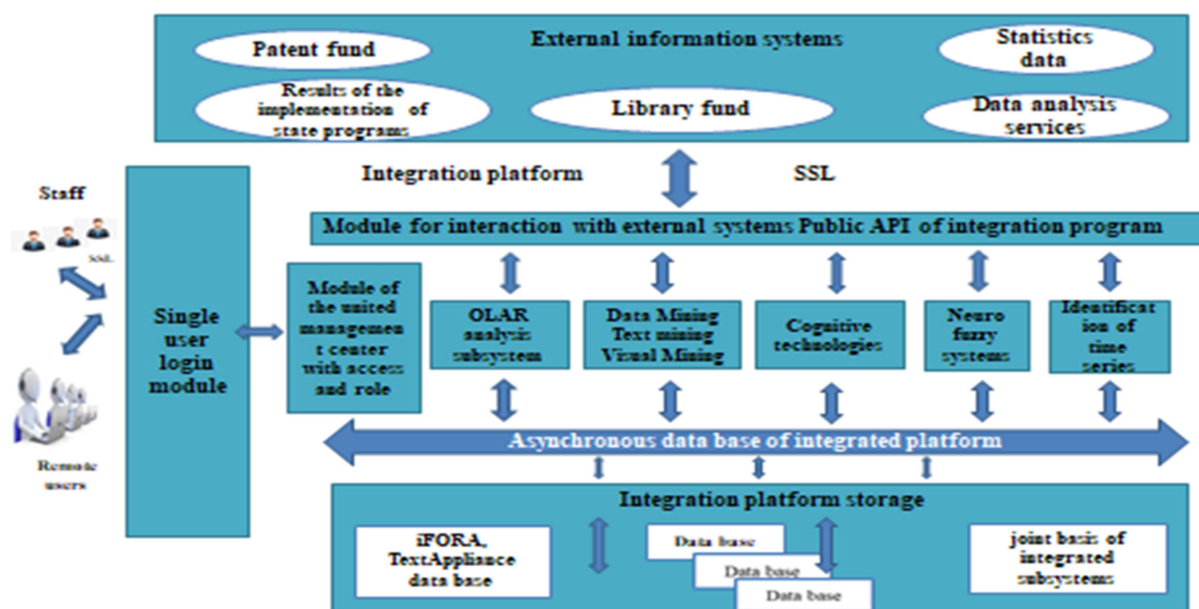 External information systems
Patent fund
Statistics
data
Results of the
implementation of
state programs
Library fund
Data analysis
services
Integration platform
SSL
Staff
SSL
Module for interaction with external systems Public API of integration program
Single
user
login
module
Module of
the united
managemen
t center
with access
and role
OLAR
analysis
subsystem
Data Mining
Text mining
Visual Mining
Cognitive
technologies
Neuro
fuzzy
systems
Identificat
ion of
time
series
Remote
users
Asynchronous data base of integrated platform
Integration platform storage
iFORA,
TextAppliance
data base
Data base
Data base
Data base
joint basis of
integrated
subsystems